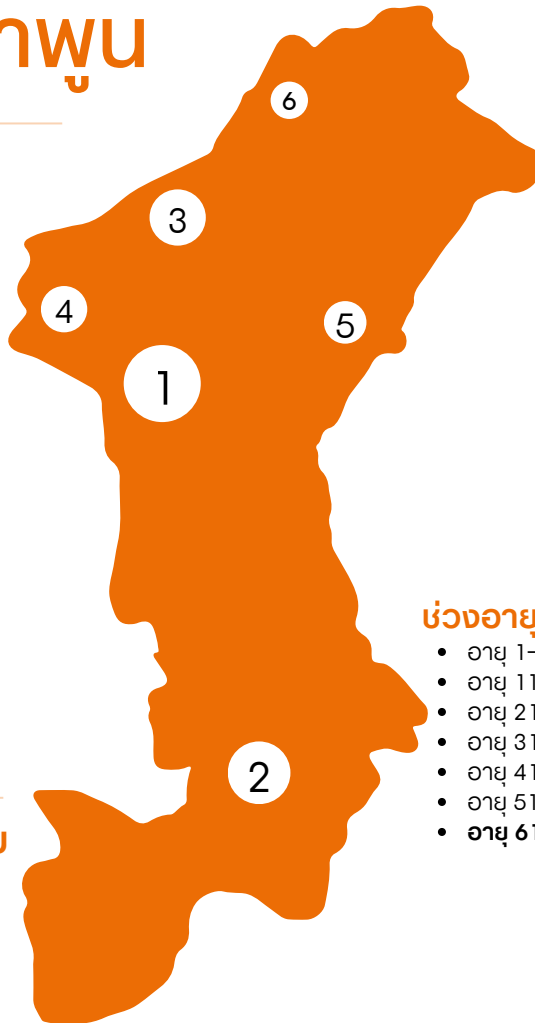 าพูน
6
3
4
5
1
2
ช่วงอายุ
• อายุ 1-
• อายุ 11
• อายุ 21
• อายุ 31
• อายุ 41
• อายุ 51
• อายุ 61